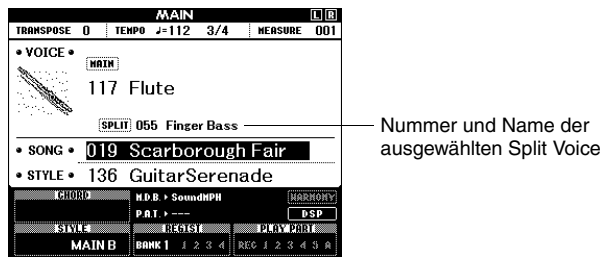 MAIN L R
TRANSPOSE 0 TEMPO ♩=112 3/4 MEASURE 001
• VOICE •
MAIN
117 Flute
SPLIT 055 Finger Bass
Nummer und Name der
ausgewählten Split Voice
• SONG • 019 Scarborough Fair
• STYLE • 136 GuitarSerenade
CHORD M.D.B. ▸ SoundMPH HARMONY
P.A.T. ▸ --- DSP
STYLE REGIST PLAY PART
MAIN B BANK 1 1 2 3 4 REC 1 2 3 4 5 A